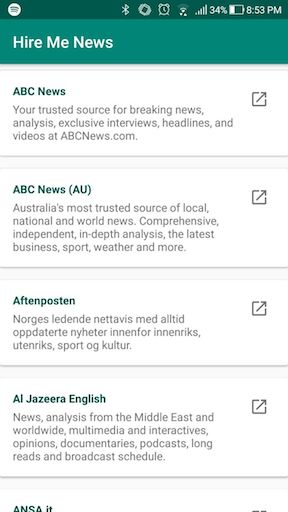 34% 8:53 PM
Hire Me News
ABC News
Your trusted source for breaking news,
analysis, exclusive interviews, headlines, and
videos at ABCNews.com.
ABC News (AU)
Australia's most trusted source of local,
national and world news. Comprehensive,
independent, in-depth analysis, the latest
business, sport, weather and more.
Aftenposten
Norges ledende nettavis med alltid
oppdaterte nyheter innenfor innenriks,
utenriks, sport og kultur.
Al Jazeera English
News, analysis from the Middle East and
worldwide, multimedia and interactives,
opinions, documentaries, podcasts, long
reads and broadcast schedule.
ANSA.it